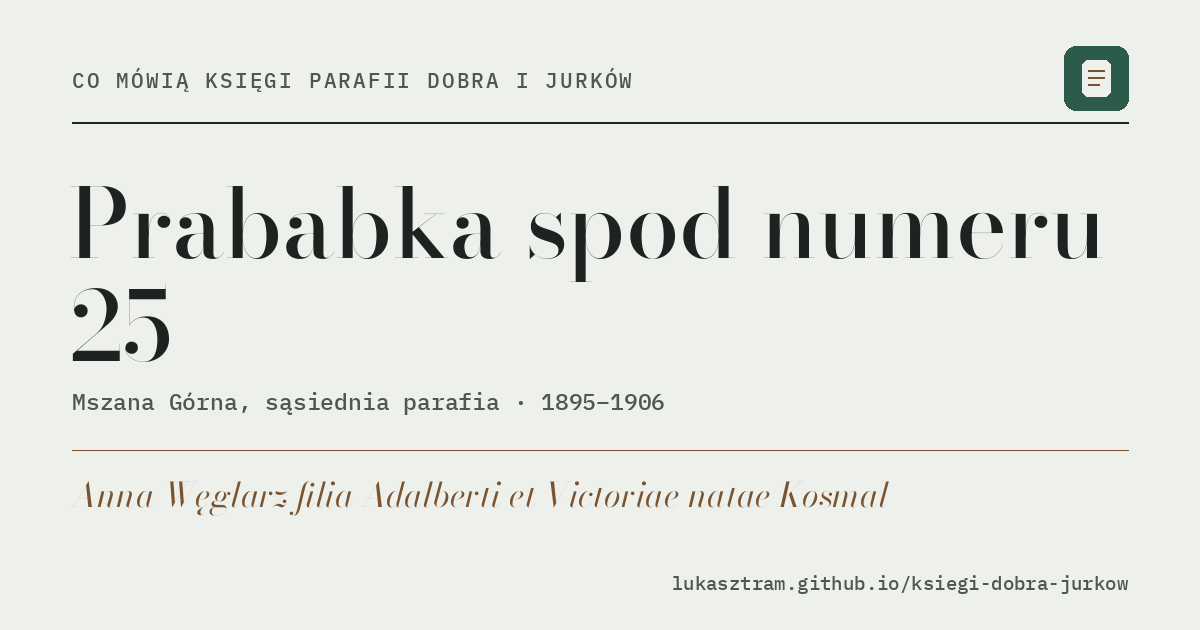 CO MÓWIĄ KSIĘGI PARAFII DOBRA I JURKÓW
Prababka spod numeru
25
Mszana Górna, sąsiednia parafia · 1895–1906
Anna Węglarz filia Adalberti et Victoriae natae Kosmal
lukasztram.github.io/ksiegi-dobra-jurkow